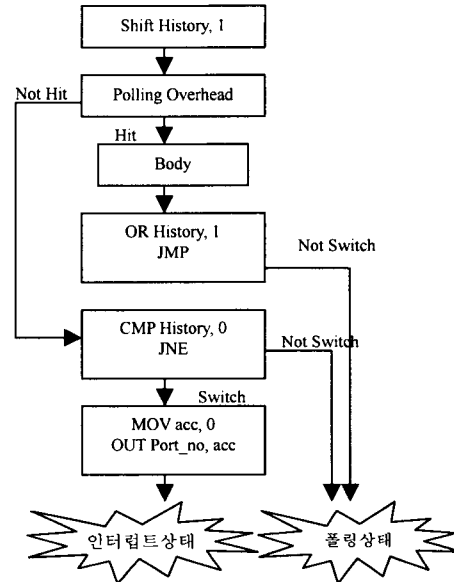 Shift History, 1
Not Hit
Polling Overhead
Hit
Body
OR History, 1
JMP
Not Switch
CMP History, 0
JNE
Not Switch
Switch
MOV acc, 0
OUT Port_no, acc
인터럽트상태
폴링상태